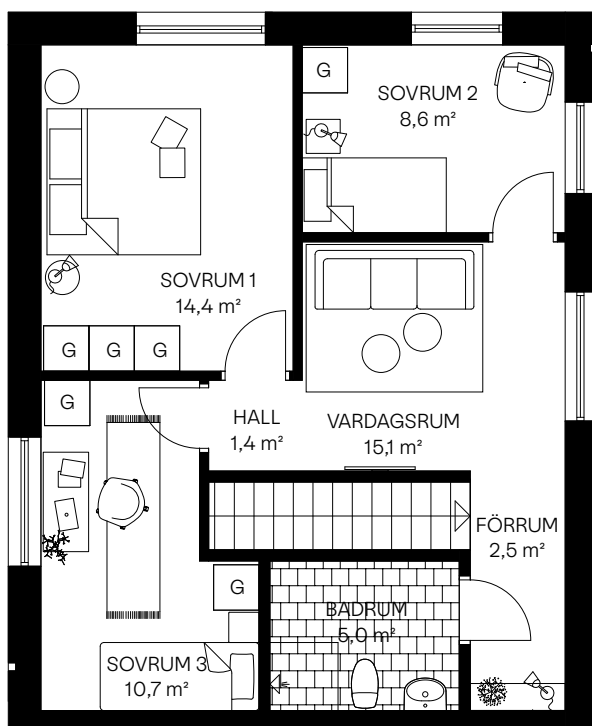 G
SOVRUM 2
8,6 m²
SOVRUM 1
14,4 m²
G G G
G
HALL
1,4 m²
VARDAGSRUM
15,1 m²
FÖRRUM
2,5 m²
G
BADRUM
5,0 m²
SOVRUM 3
10,7 m²